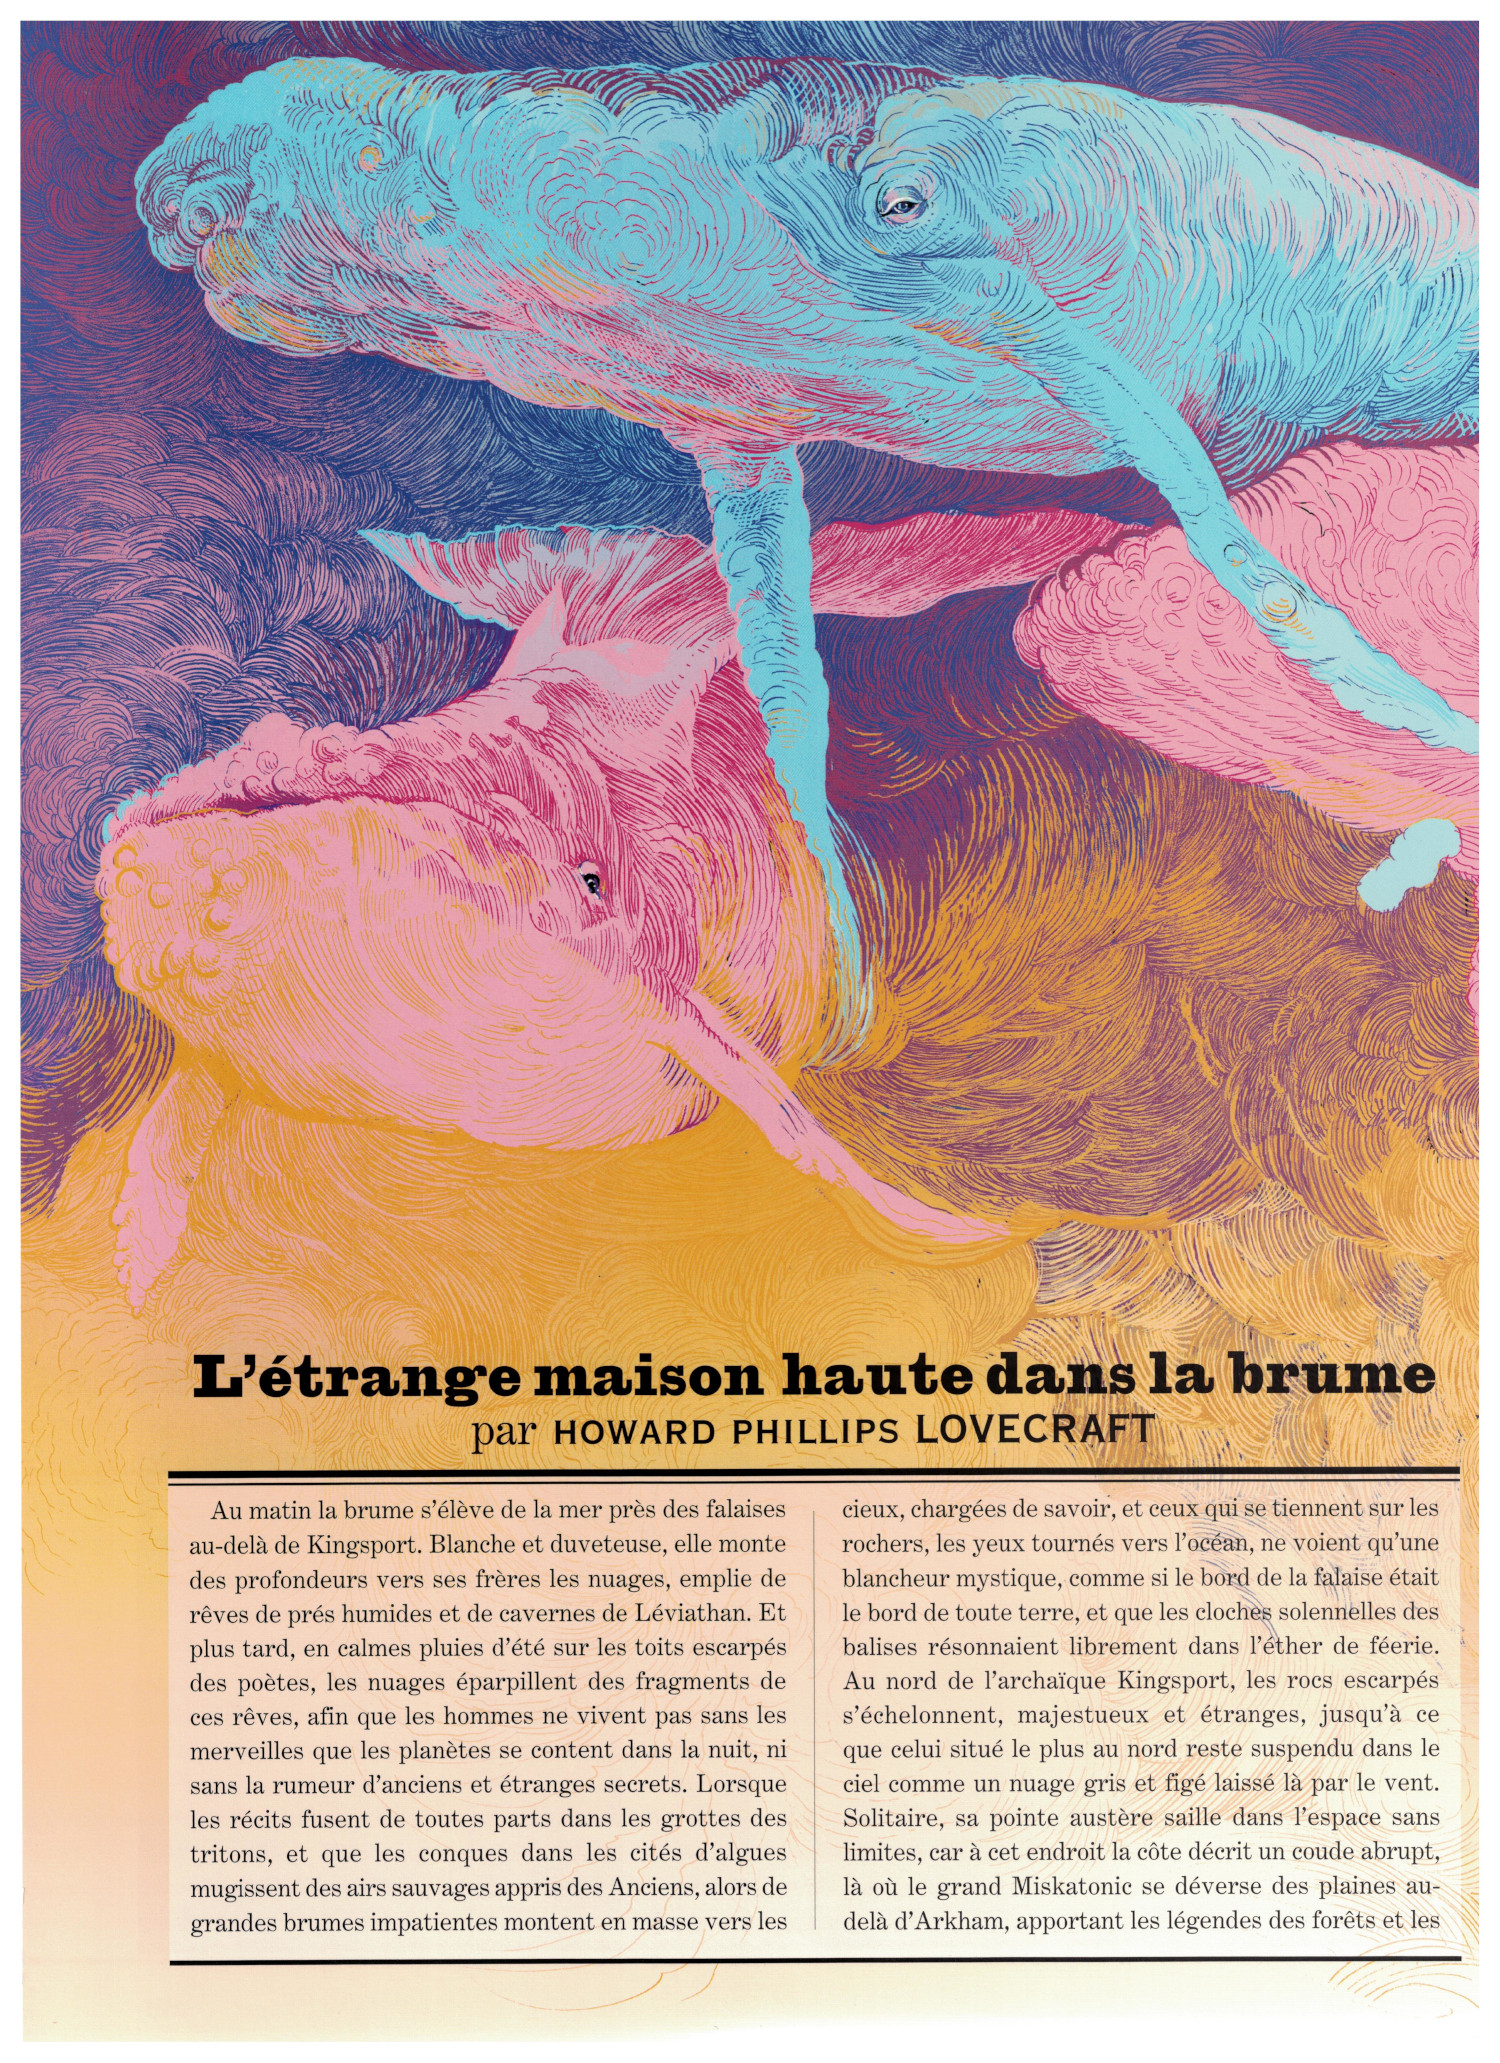 L’étrange maison haute dans la brume
par HOWARD PHILLIPS LOVECRAFT
Au matin la brume s’élève de la mer près des falaises
au-delà de Kingsport. Blanche et duveteuse, elle monte
des profondeurs vers ses frères les nuages, emplie de
rêves de prés humides et de cavernes de Léviathan. Et
plus tard, en calmes pluies d’été sur les toits escarpés
des poètes, les nuages éparpillent des fragments de
ces rêves, afin que les hommes ne vivent pas sans les
merveilles que les planètes se content dans la nuit, ni
sans la rumeur d’anciens et étranges secrets. Lorsque
les récits fusent de toutes parts dans les grottes des
tritons, et que les conques dans les cités d’algues
mugissent des airs sauvages appris des Anciens, alors de
grandes brumes impatientes montent en masse vers les
cieux, chargées de savoir, et ceux qui se tiennent sur les
rochers, les yeux tournés vers l’océan, ne voient qu’une
blancheur mystique, comme si le bord de la falaise était
le bord de toute terre, et que les cloches solennelles des
balises résonnaient librement dans l’éther de féerie.
Au nord de l’archaïque Kingsport, les rocs escarpés
s’échelonnent, majestueux et étranges, jusqu’à ce
que celui situé le plus au nord reste suspendu dans le
ciel comme un nuage gris et figé laissé là par le vent.
Solitaire, sa pointe austère saille dans l’espace sans
limites, car à cet endroit la côte décrit un coude abrupt,
là où le grand Miskatonic se déverse des plaines au-
delà d’Arkham, apportant les légendes des forêts et les